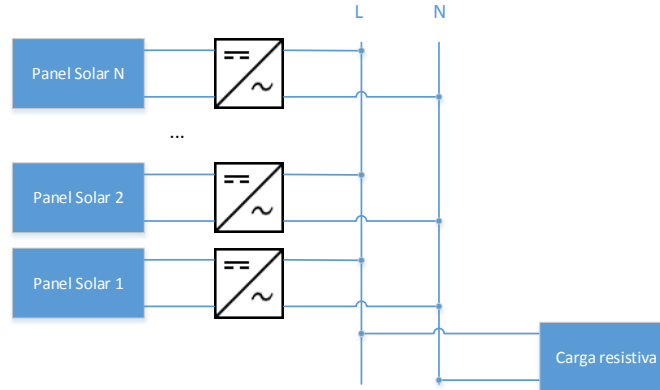 L N
Panel Solar N
...
Panel Solar 2
Panel Solar 1
Carga resistiva